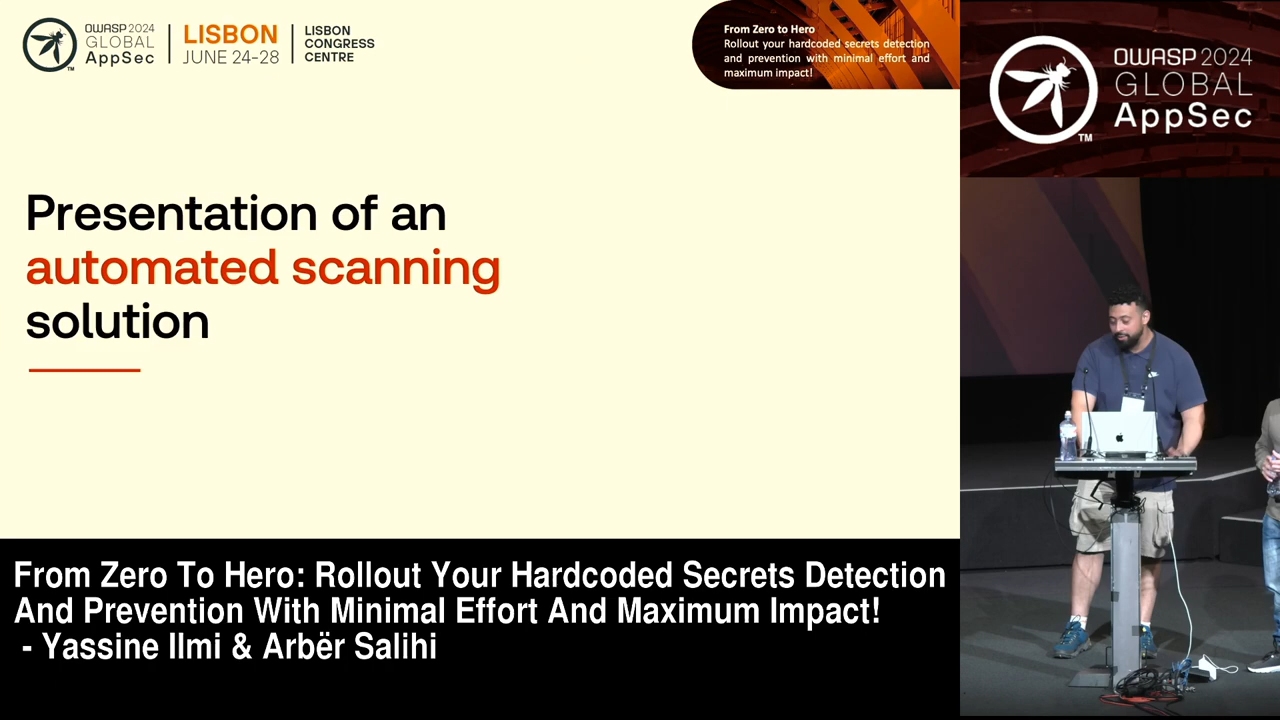 OWASP 2024
GLOBAL
AppSec
TM
LISBON
JUNE 24-28
LISBON
CONGRESS
CENTRE
From Zero to Hero
Rollout your hardcoded secrets detection
and prevention with minimal effort and
maximum impact!
OWASP 2024
GLOBAL
AppSec
TM
Presentation of an
automated scanning
solution
From Zero To Hero: Rollout Your Hardcoded Secrets Detection
And Prevention With Minimal Effort And Maximum Impact!
- Yassine Ilmi & Arbër Salihi